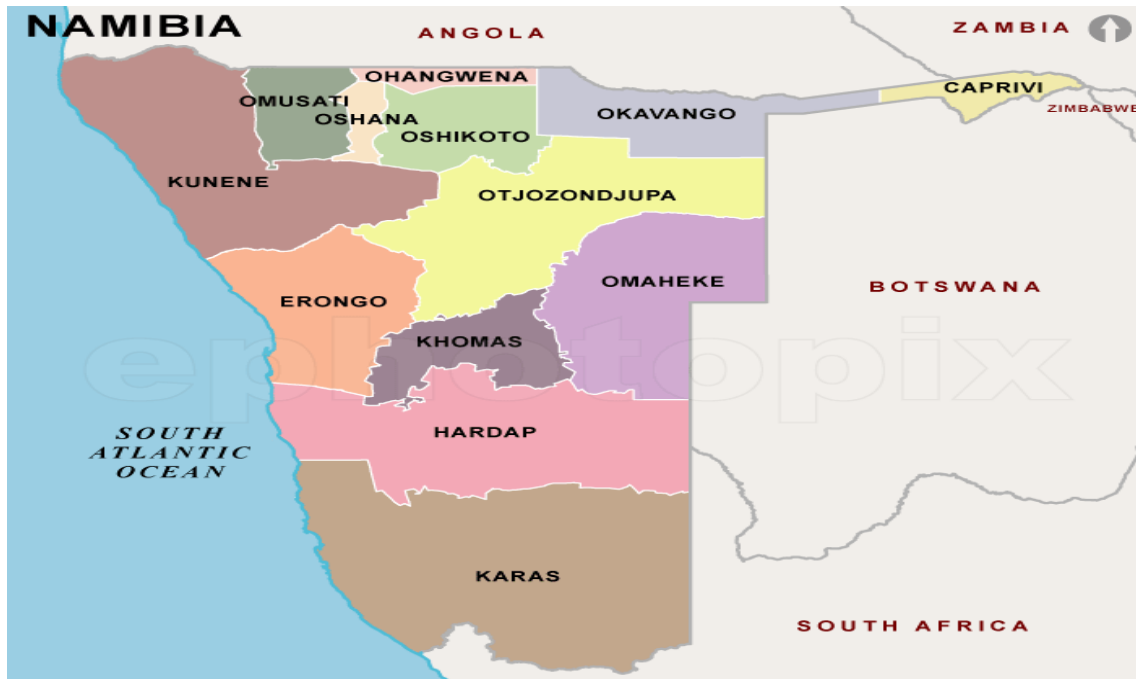 NAMIBIA
ANGOLA
ZAMBIA
OHANGWENA
OMUSATI
OSHANA
OSHIKOTO
OKAVANGO
CAPRIVI
ZIMBABWE
KUNENE
OTJOZONDJUPA
ERONGO
OMAHEKE
BOTSWANA
KHOMAS
ephotopix
HARDAP
SOUTH
ATLANTIC
OCEAN
KARAS
SOUTH AFRICA